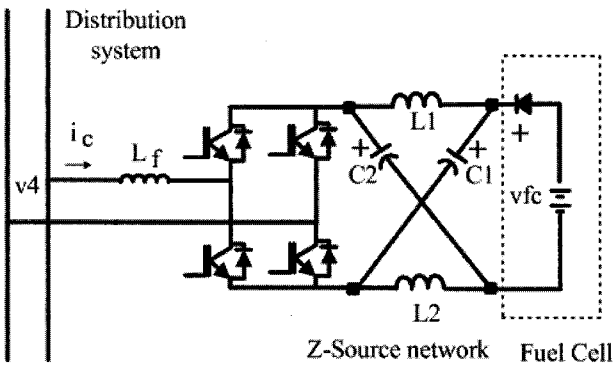 Distribution
system
i c
L f
v4
L1
+
+
+
C2
C1
vfc
L2
Z-Source network
Fuel Cell